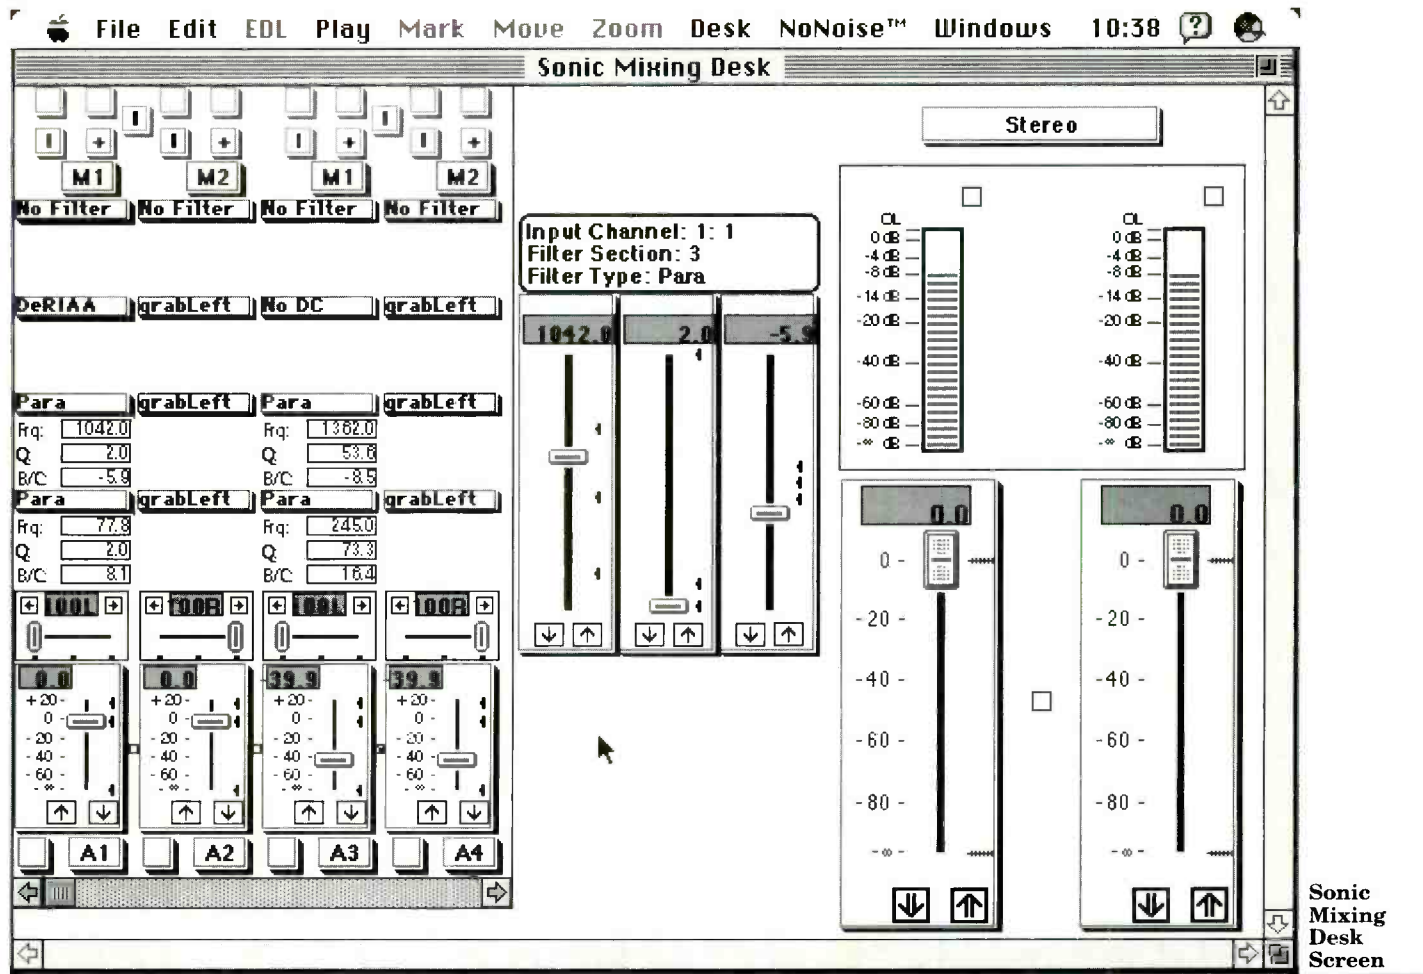 File Edit EDL Play Mark Move Zoom Desk NoNoise™ Windows 10:38
Sonic Mixing Desk
M1 M2 M1 M2
No Filter No Filter No Filter No Filter
DeRIAA grabLeft No DC grabLeft
Para grabLeft Para grabLeft
Frq: 1042.0 Frq: 1362.0
Q: 2.0 Q: 53.6
B/C: -5.9 B/C: -8.5
Para grabLeft Para grabLeft
Frq: 77.8 Frq: 245.0
Q: 2.0 Q: 73.3
B/C: 8.1 B/C: 16.4
100L 100R 100L 100R
0.0 0.0 -39.9 -39.9
+20- +20- +20- +20-
0 - 0 - 0 - 0 -
-20 - -20 - -20 - -20 -
-40 - -40 - -40 - -40 -
-60 - -60 - -60 - -60 -
-∞ - -∞ - -∞ - -∞ -
A1 A2 A3 A4
Input Channel: 1: 1
Filter Section: 3
Filter Type: Para
1042.0 2.0 -5.9
Stereo
OL OL
0 dB 0 dB
-4 dB -4 dB
-8 dB -8 dB
-14 dB -14 dB
-20 dB -20 dB
-40 dB -40 dB
-60 dB -60 dB
-80 dB -80 dB
-∞ dB -∞ dB
0.0 0.0
0 - 0 -
-20 - -20 -
-40 - -40 -
-60 - -60 -
-80 - -80 -
-∞ - -∞ -
Sonic
Mixing
Desk
Screen